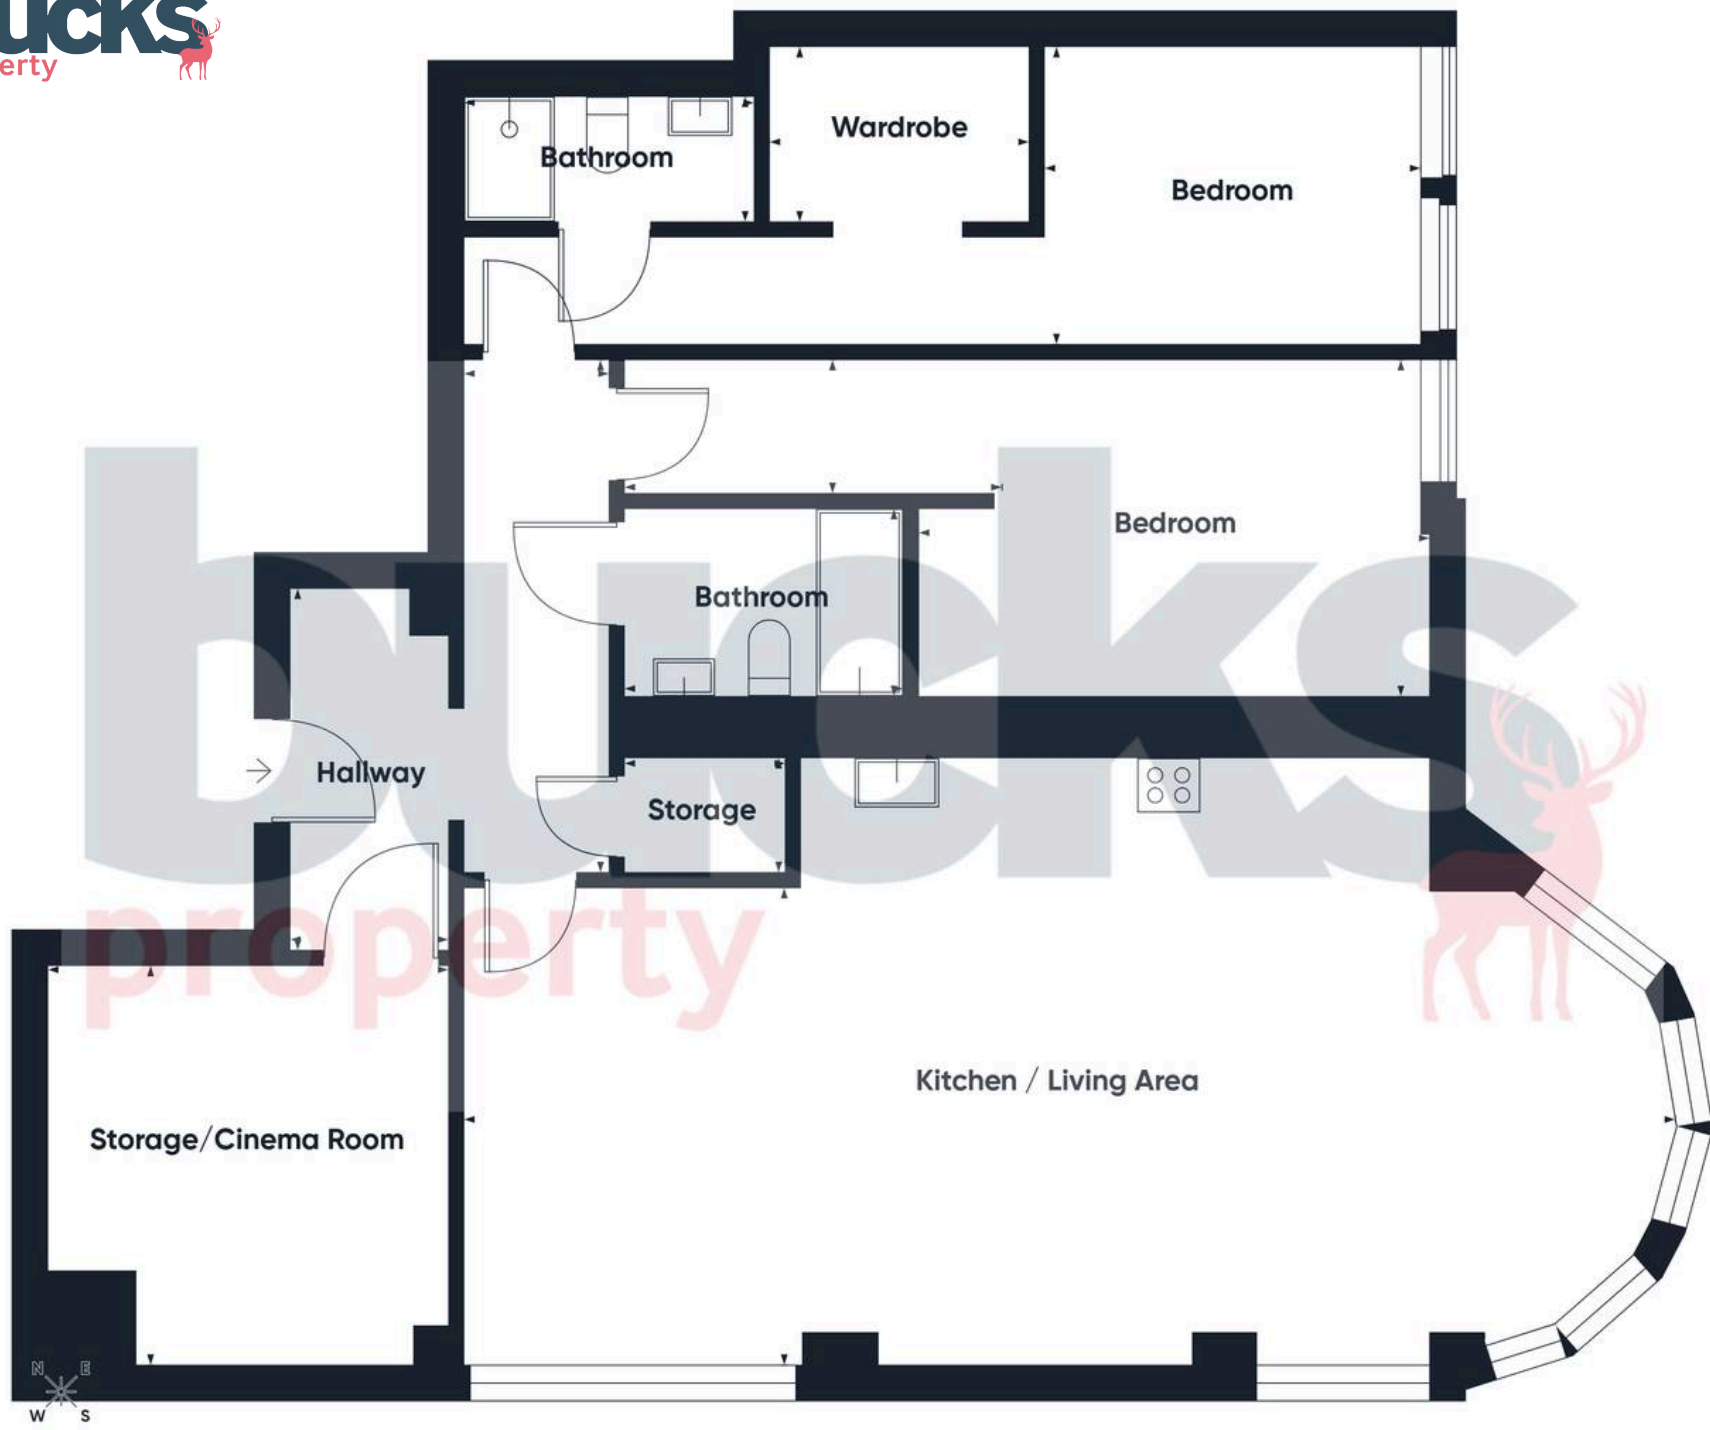 ucks
erty
Wardrobe
Bathroom
Bedroom
Bedroom
Bathroom
Hallway
Storage
bucks
property
Kitchen / Living Area
Storage/Cinema Room
N E
W S